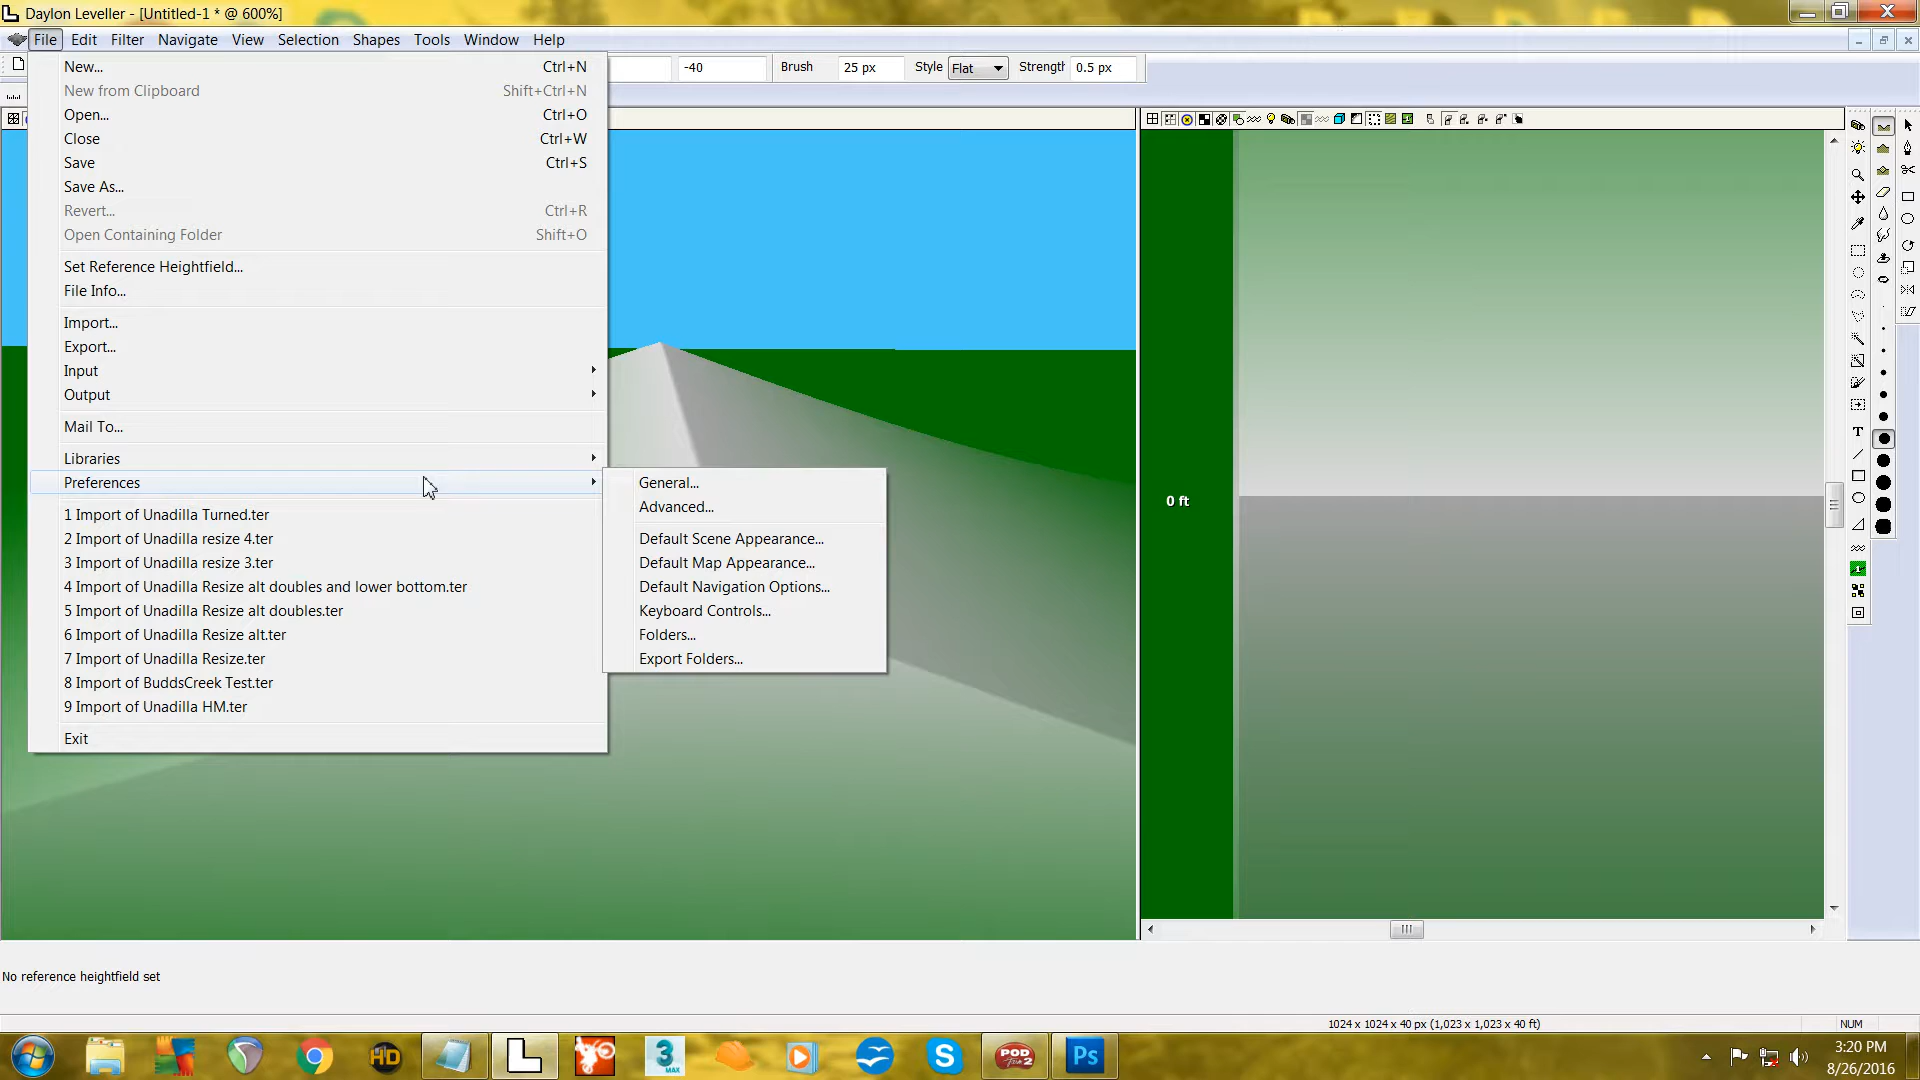 Daylon Leveller - [Untitled-1 * @ 600%]
File Edit Filter Navigate View Selection Shapes Tools Window Help
-40 Brush 25 px Style Flat Strength 0.5 px
New... Ctrl+N
New from Clipboard Shift+Ctrl+N
Open... Ctrl+O
Close Ctrl+W
Save Ctrl+S
Save As...
Revert... Ctrl+R
Open Containing Folder Shift+O
Set Reference Heightfield...
File Info...
Import...
Export...
Input
Output
Mail To...
Libraries
Preferences
1 Import of Unadilla Turned.ter
2 Import of Unadilla resize 4.ter
3 Import of Unadilla resize 3.ter
4 Import of Unadilla Resize alt doubles and lower bottom.ter
5 Import of Unadilla Resize alt doubles.ter
6 Import of Unadilla Resize alt.ter
7 Import of Unadilla Resize.ter
8 Import of BuddsCreek Test.ter
9 Import of Unadilla HM.ter
Exit
General...
Advanced...
Default Scene Appearance...
Default Map Appearance...
Default Navigation Options...
Keyboard Controls...
Folders...
Export Folders...
0 ft
T
No reference heightfield set
1024 x 1024 x 40 px (1,023 x 1,023 x 40 ft) NUM
HD
L
3
MAX
S
POD
2
Ps
3:20 PM
8/26/2016